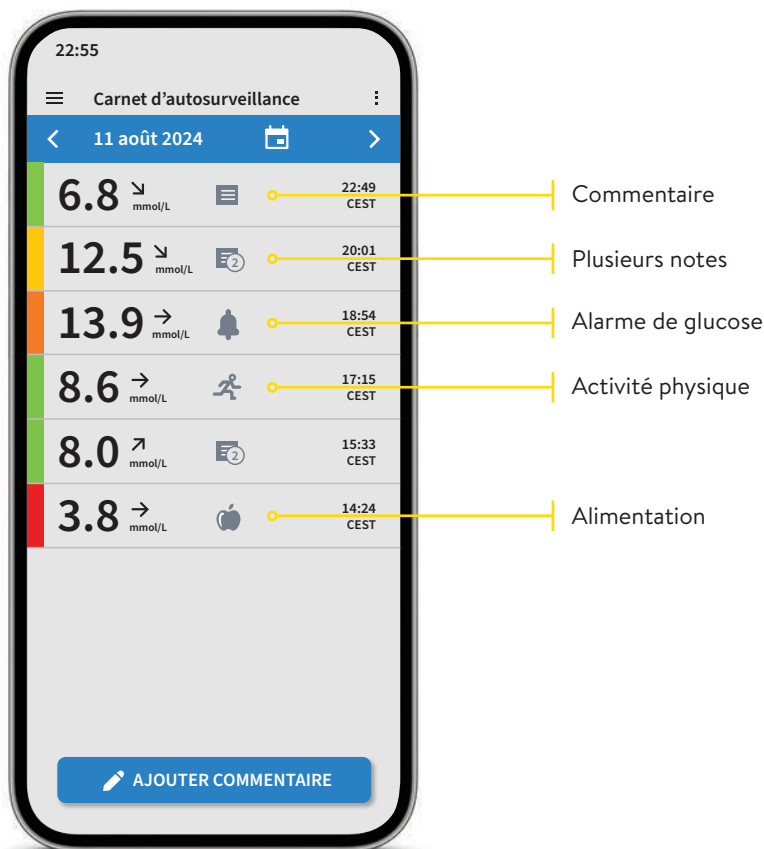 22:55
Carnet d'autosurveillance
11 août 2024
6.8 mmol/L 22:49 CEST Commentaire
12.5 mmol/L 2 20:01 CEST Plusieurs notes
13.9 mmol/L 18:54 CEST Alarme de glucose
8.6 mmol/L 17:15 CEST Activité physique
8.0 mmol/L 2 15:33 CEST
3.8 mmol/L 14:24 CEST Alimentation
AJOUTER COMMENTAIRE